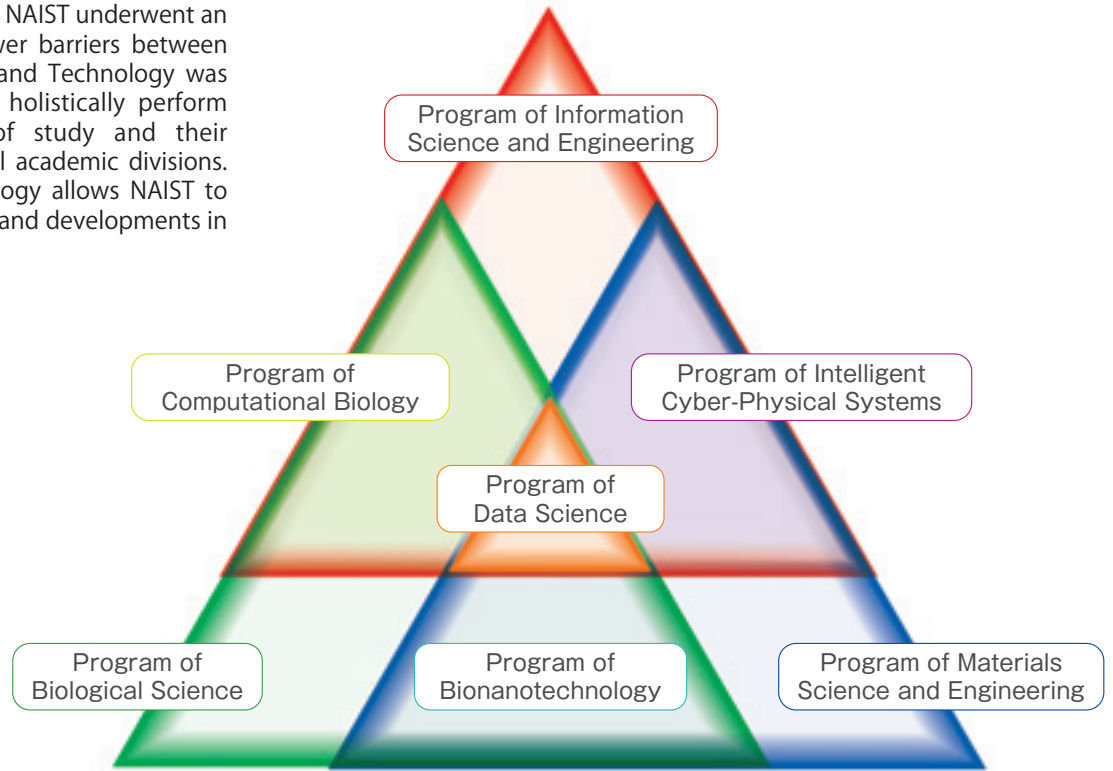 NAIST underwent an
wer barriers between
and Technology was
holistically perform
of study and their
l academic divisions.
logy allows NAIST to
and developments in
Program of Information
Science and Engineering
Program of
Computational Biology
Program of Intelligent
Cyber-Physical Systems
Program of
Data Science
Program of
Biological Science
Program of
Bionanotechnology
Program of Materials
Science and Engineering